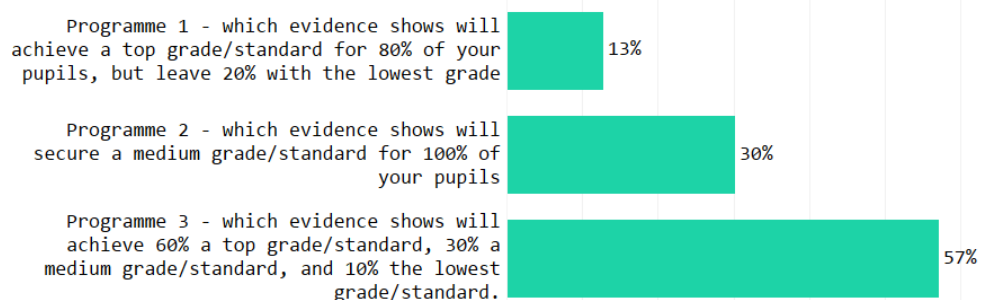 Programme 1 - which evidence shows will
achieve a top grade/standard for 80% of your
pupils, but leave 20% with the lowest grade
13%
Programme 2 - which evidence shows will
secure a medium grade/standard for 100% of
your pupils
30%
Programme 3 - which evidence shows will
achieve 60% a top grade/standard, 30% a
medium grade/standard, and 10% the lowest
grade/standard.
57%